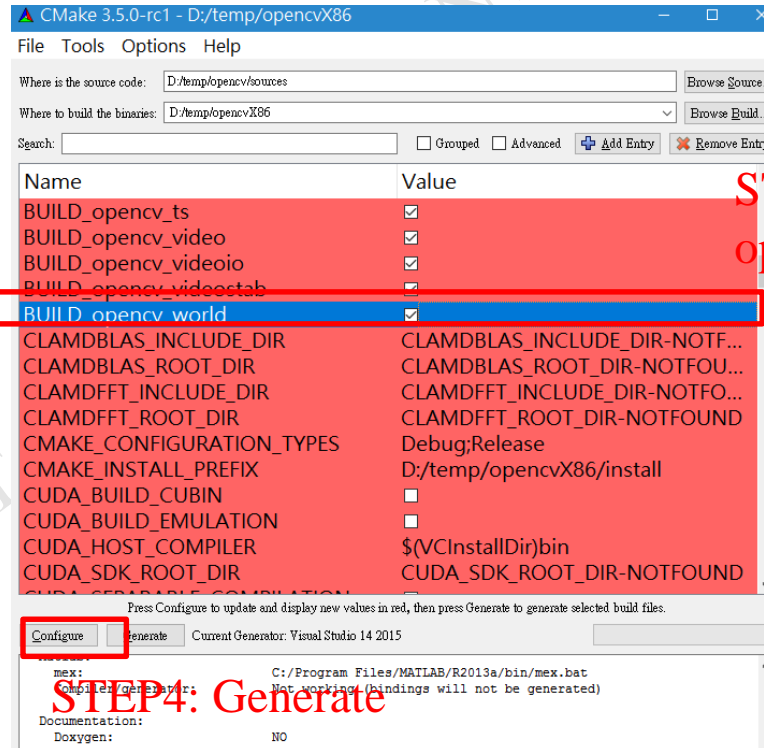 CMake 3.5.0-rc1 - D:/temp/opencvX86
File Tools Options Help
Where is the source code: D:/temp/opencv/sources Browse Source
Where to build the binaries: D:/temp/opencvX86 Browse Build..
Search: Grouped Advanced Add Entry Remove Entry
Name Value
BUILD_opencv_ts
BUILD_opencv_video
BUILD_opencv_videoio
BUILD_opencv_videostab
BUILD_opencv_world
CLAMDBLAS_INCLUDE_DIR CLAMDBLAS_INCLUDE_DIR-NOTF...
CLAMDBLAS_ROOT_DIR CLAMDBLAS_ROOT_DIR-NOTFOU...
CLAMDFFT_INCLUDE_DIR CLAMDFFT_INCLUDE_DIR-NOTFO...
CLAMDFFT_ROOT_DIR CLAMDFFT_ROOT_DIR-NOTFOUND
CMAKE_CONFIGURATION_TYPES Debug;Release
CMAKE_INSTALL_PREFIX D:/temp/opencvX86/install
CUDA_BUILD_CUBIN
CUDA_BUILD_EMULATION
CUDA_HOST_COMPILER $(VCInstallDir)bin
CUDA_SDK_ROOT_DIR CUDA_SDK_ROOT_DIR-NOTFOUND
CUDA_SEPARABLE_COMPILATION
Press Configure to update and display new values in red, then press Generate to generate selected build files.
Configure Generate Current Generator: Visual Studio 14 2015
mex: C:/Program Files/MATLAB/R2013a/bin/mex.bat
Compiler/generator: Not working (bindings will not be generated)
STEP4: Generate
Documentation:
Doxygen: NO